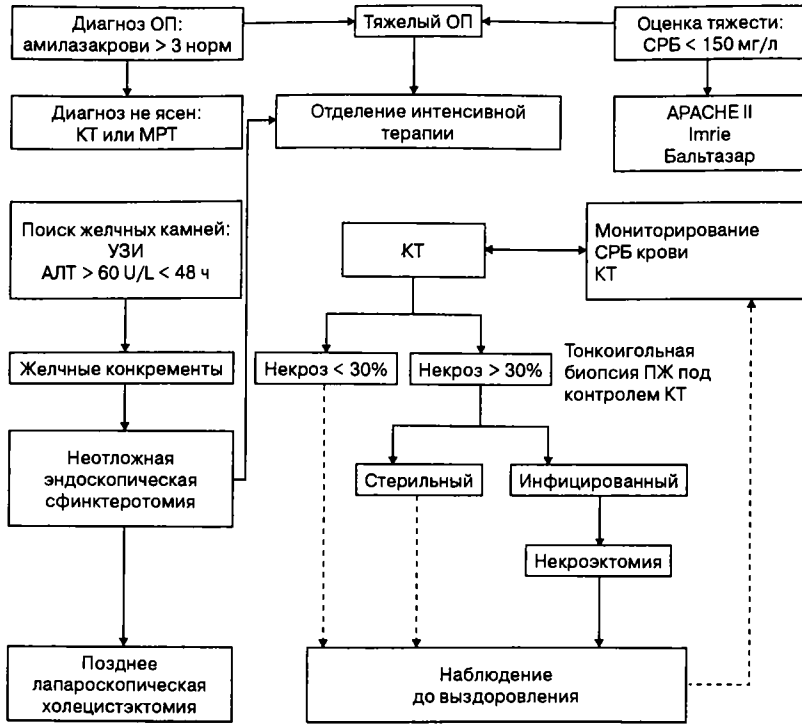 Диагноз ОП:
амилазакрови > 3 норм
Тяжелый ОП
Оценка тяжести:
СРБ < 150 мг/л
Диагноз не ясен:
КТ или МРТ
Отделение интенсивной
терапии
APACHE II
Imrie
Бальтазар
Поиск желчных камней:
УЗИ
АЛТ > 60 U/L < 48 ч
КТ
Мониторирование
СРБ крови
КТ
Желчные конкременты
Некроз < 30%
Некроз > 30%
Тонкоигольная
биопсия ПЖ под
контролем КТ
Неотложная
эндоскопическая
сфинктеротомия
Стерильный
Инфицированный
Некроэктомия
Позднее
лапароскопическая
холецистэктомия
Наблюдение
до выздоровления